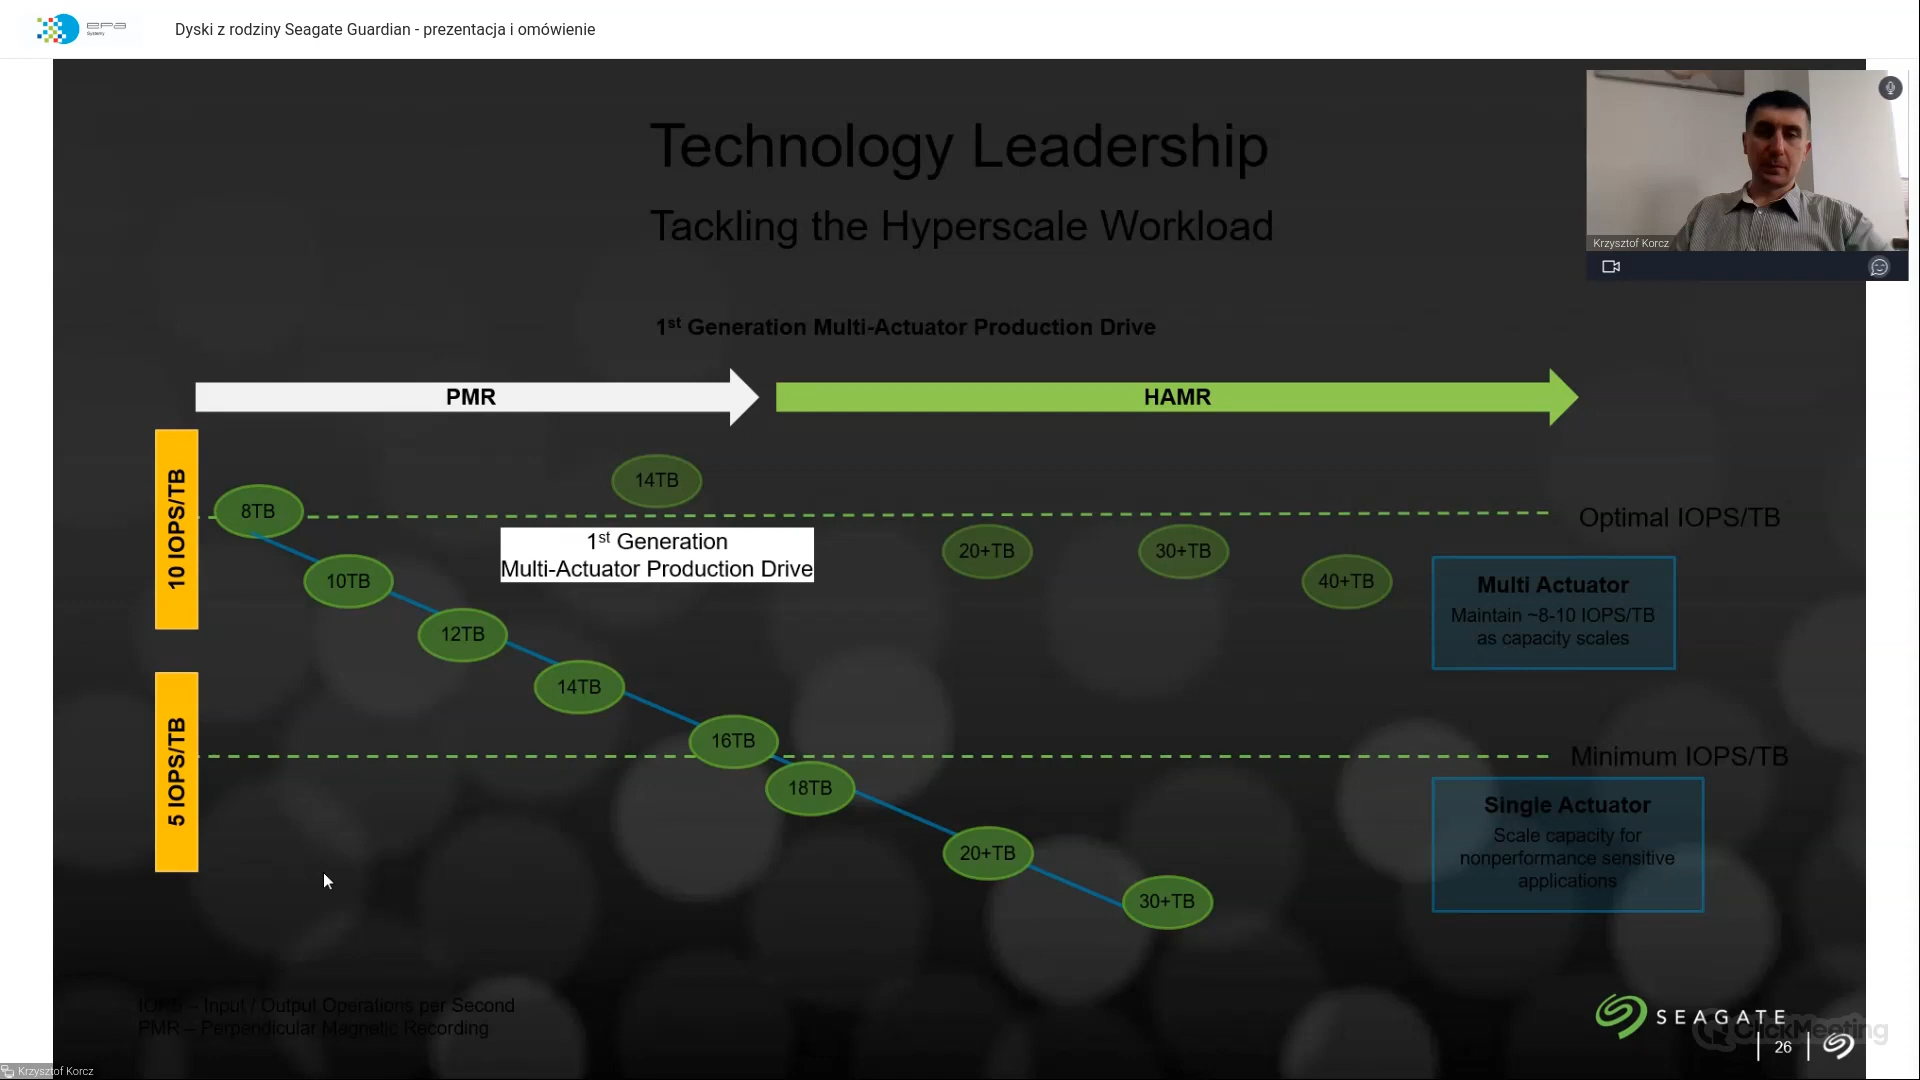 epa
Systemy
Dyski z rodziny Seagate Guardian - prezentacja i omówienie
Krzysztof Korcz
Technology Leadership
Tackling the Hyperscale Workload
1st Generation Multi-Actuator Production Drive
PMR
HAMR
10 IOPS/TB
5 IOPS/TB
14TB
8TB
Optimal IOPS/TB
1st Generation
Multi-Actuator Production Drive
20+TB
30+TB
40+TB
10TB
12TB
14TB
16TB
18TB
20+TB
30+TB
Multi Actuator
Maintain ~8-10 IOPS/TB
as capacity scales
Minimum IOPS/TB
Single Actuator
Scale capacity for
nonperformance sensitive
applications
IOPS – Input / Output Operations per Second
PMR – Perpendicular Magnetic Recording
SEAGATE
ClickMeeting
26
Krzysztof Korcz